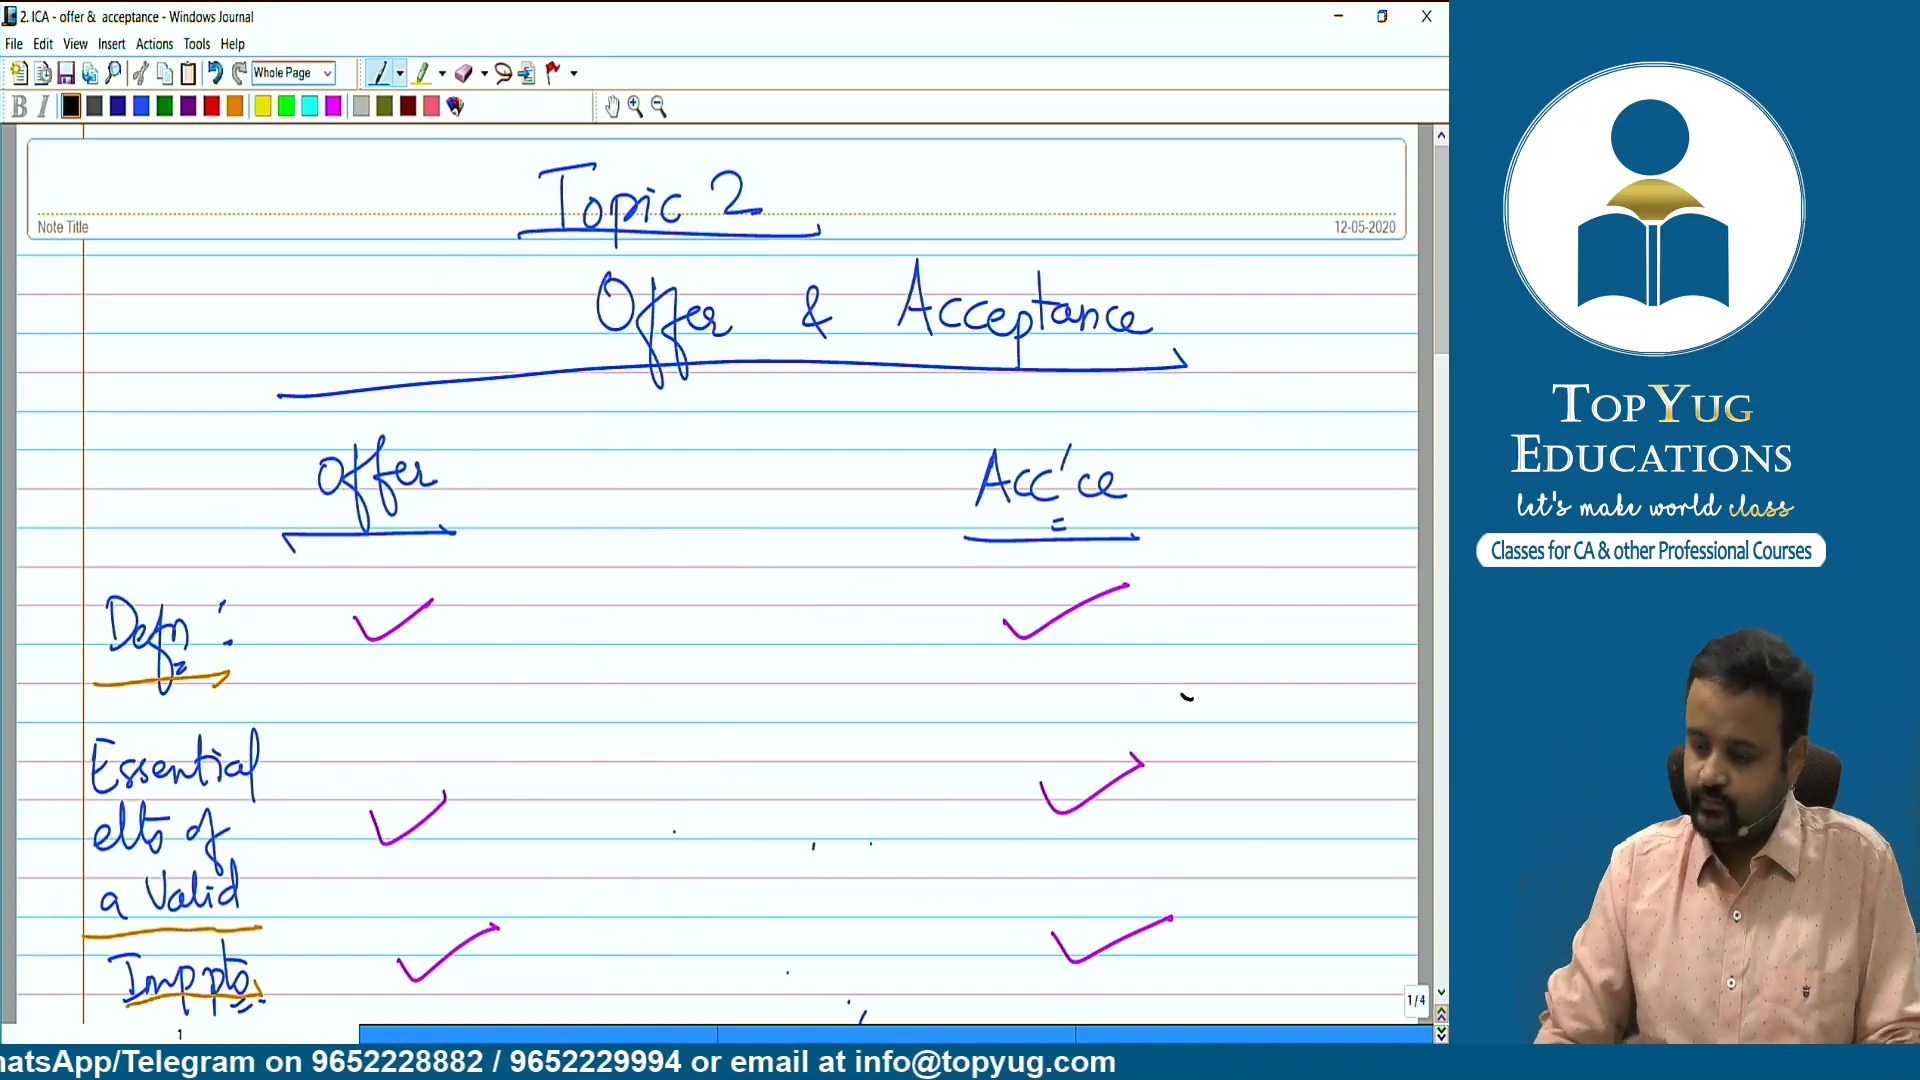 2. ICA - offer & acceptance - Windows Journal
File Edit View Insert Actions Tools Help
Whole Page
B I
Topic 2
Note Title
12-05-2020
Offer & Acceptance
Offer
Acc'ce
Defn :
Essential
elts of
a Valid
Imp pts
1/4
1
TOPYUG
EDUCATIONS
let's make world class
Classes for CA & other Professional Courses
hatsApp/Telegram on 9652228882 / 9652229994 or email at info@topyug.com